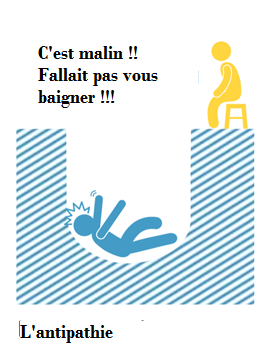 C'est malin !!
Fallait pas vous
baigner !!!
L'antipathie